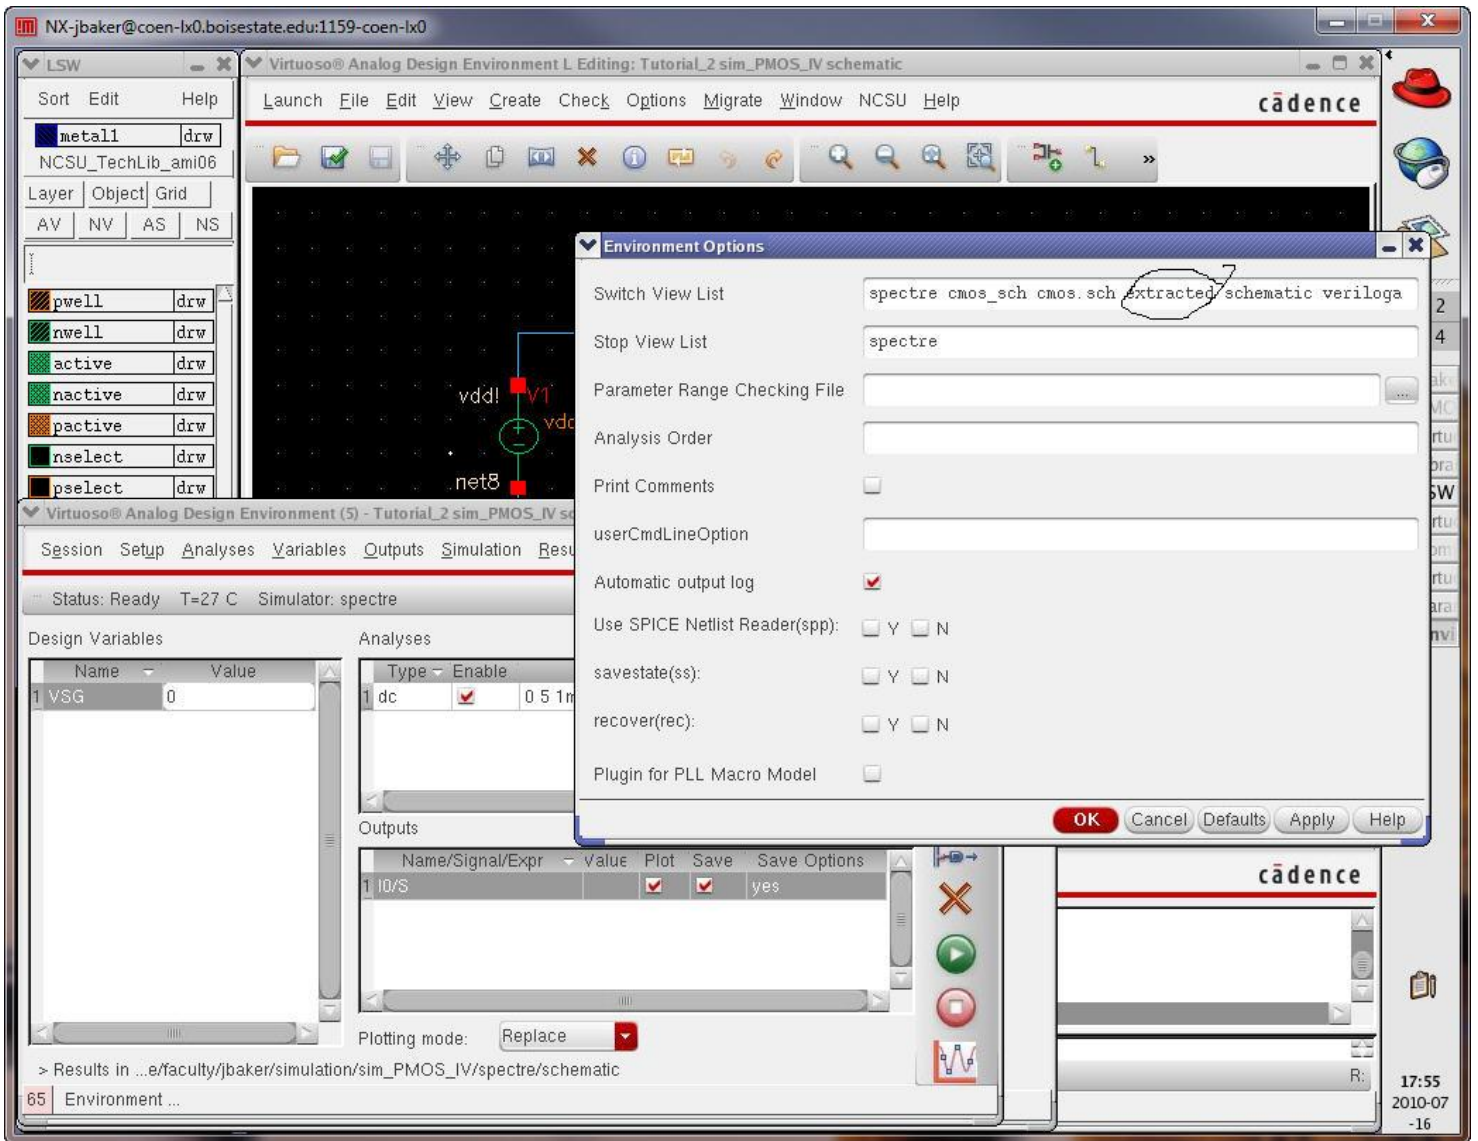 NX-jbaker@coen-lx0.boisestate.edu:1159-coen-lx0
LSW
Sort Edit Help
metal1 drw
NCSU_TechLib_ami06
Layer Object Grid
AV NV AS NS
pwell drw
nwell drw
active drw
nactive drw
pactive drw
nselect drw
pselect drw
Virtuoso® Analog Design Environment L Editing: Tutorial_2 sim_PMOS_IV schematic
Launch File Edit View Create Check Options Migrate Window NCSU Help
cādence
»
vdd! V1
vdc
net8
Environment Options
Switch View List spectre cmos_sch cmos.sch extracted schematic veriloga
Stop View List spectre
Parameter Range Checking File ...
Analysis Order
Print Comments
userCmdLineOption
Automatic output log
Use SPICE Netlist Reader(spp): Y N
savestate(ss): Y N
recover(rec): Y N
Plugin for PLL Macro Model
OK Cancel Defaults Apply Help
Virtuoso® Analog Design Environment (5) - Tutorial_2 sim_PMOS_IV sc
Session Setup Analyses Variables Outputs Simulation Resu
Status: Ready T=27 C Simulator: spectre
Design Variables
Name Value
1 VSG 0
Analyses
Type Enable
1 dc 0 5 1m
Outputs
Name/Signal/Expr Value Plot Save Save Options
1 I0/S yes
Plotting mode: Replace
> Results in ...e/faculty/jbaker/simulation/sim_PMOS_IV/spectre/schematic
65 Environment ...
cādence
R:
2
4
17:55
2010-07
-16